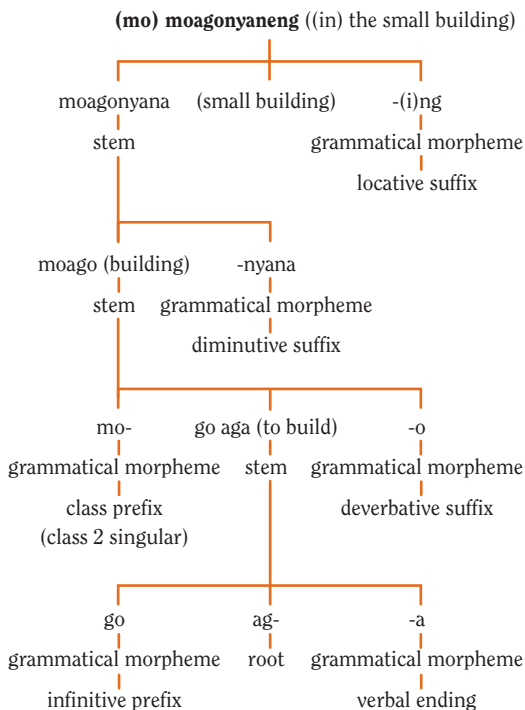 (mo) moagonyaneng ((in) the small building)
moagonyana (small building) -(i)ng
stem grammatical morpheme
locative suffix
moago (building) -nyana
stem grammatical morpheme
diminutive suffix
mo- go aga (to build) -o
grammatical morpheme stem grammatical morpheme
class prefix deverbative suffix
(class 2 singular)
go ag- -a
grammatical morpheme root grammatical morpheme
infinitive prefix verbal ending